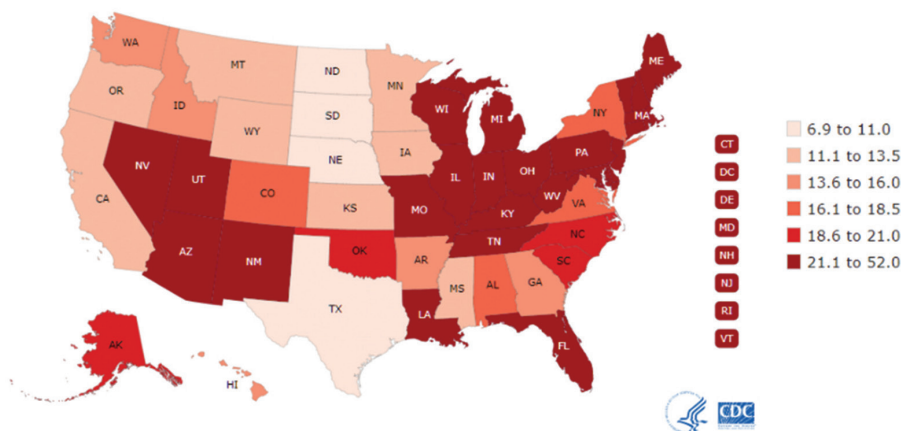 WA
MT
ND
MN
ME
OR
ID
SD
WI
MI
NY
MA
WY
IA
PA
NE
NV
UT
CO
KS
IL
IN
OH
CA
MO
KY
WV
VA
AZ
NM
OK
AR
TN
NC
SC
TX
MS
AL
GA
LA
FL
AK
HI
CT
DC
DE
MD
NH
NJ
RI
VT
6.9 to 11.0
11.1 to 13.5
13.6 to 16.0
16.1 to 18.5
18.6 to 21.0
21.1 to 52.0
CDC